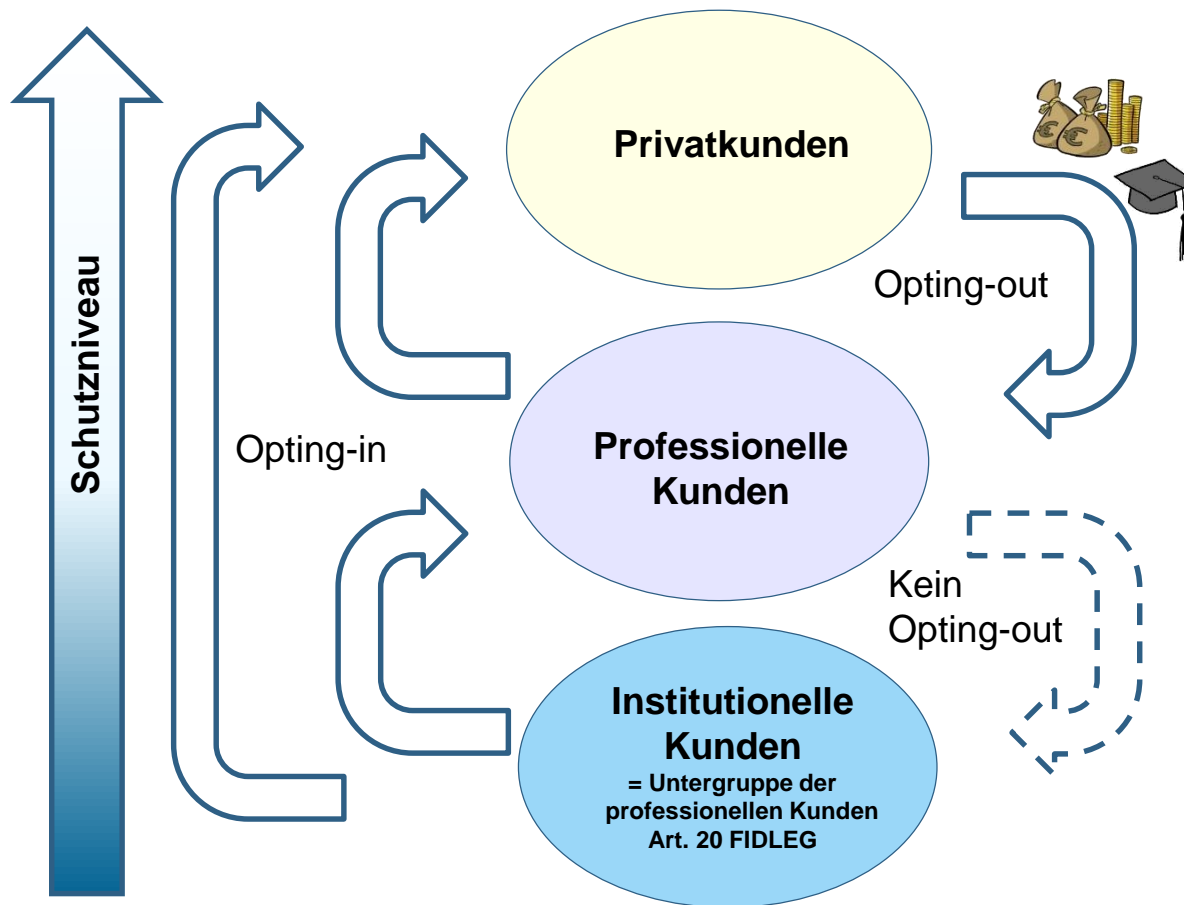 Schutzniveau
Privatkunden
Opting-out
Opting-in
Professionelle
Kunden
Kein
Opting-out
Institutionelle
Kunden
= Untergruppe der
professionellen Kunden
Art. 20 FIDLEG
€
€